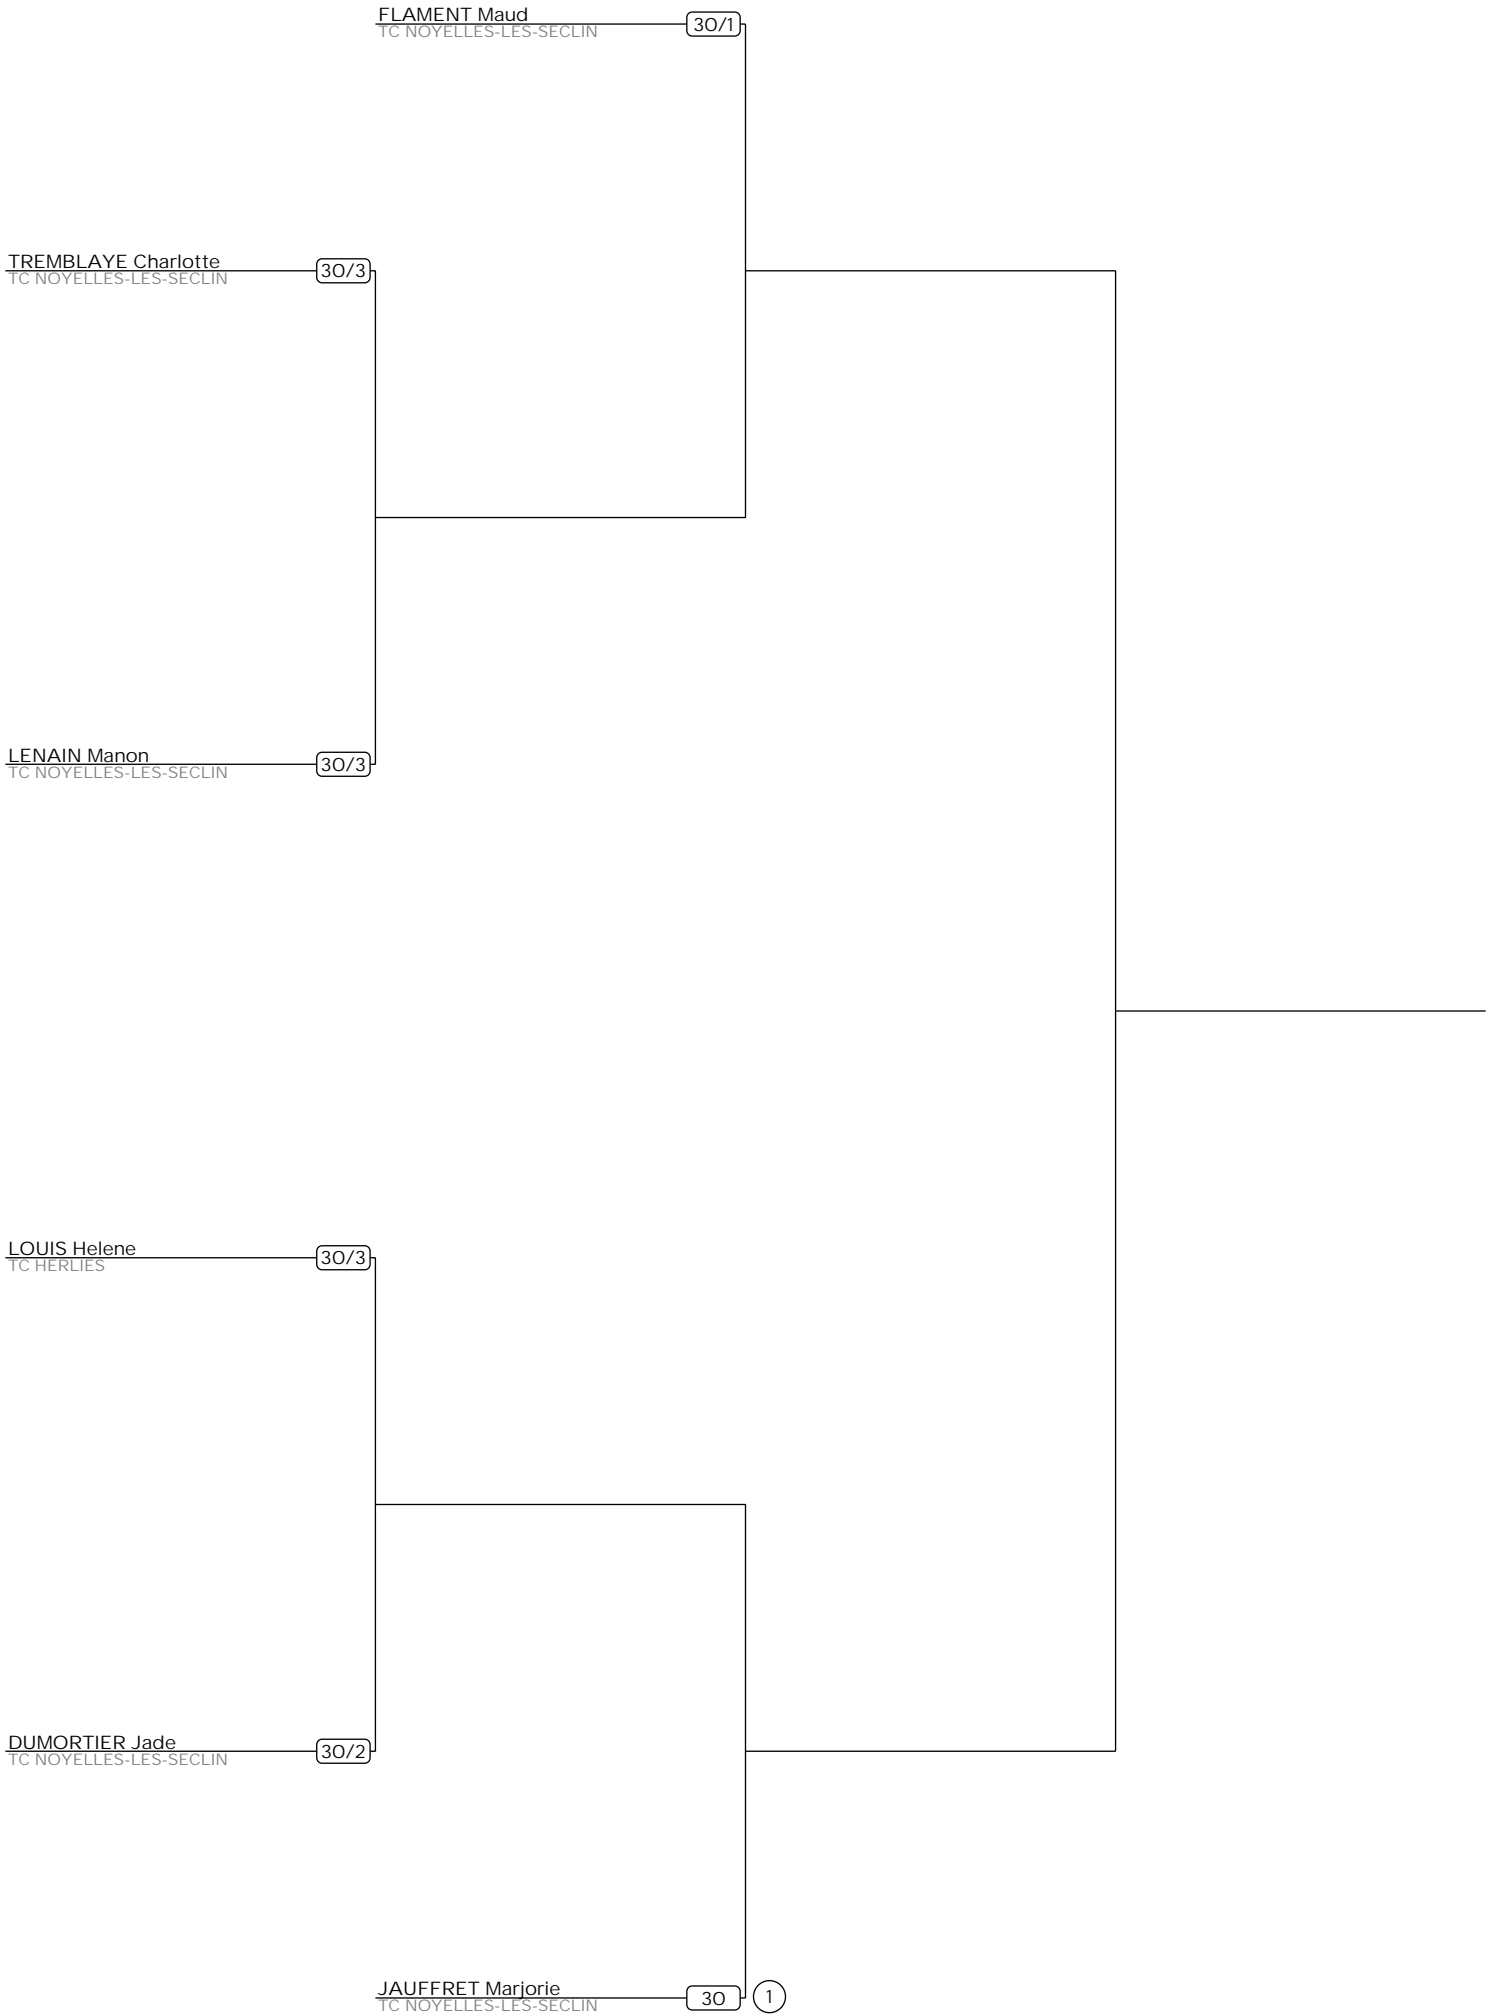 FLAMENT Maud
30/1
TC NOYELLES-LES-SECLIN
TREMBLAYE Charlotte
30/3
TC NOYELLES-LES-SECLIN
LENAIN Manon
30/3
TC NOYELLES-LES-SECLIN
LOUIS Helene
30/3
TC HERLIES
DUMORTIER Jade
30/2
TC NOYELLES-LES-SECLIN
JAUFFRET Marjorie
30
1
TC NOYELLES-LES-SECLIN